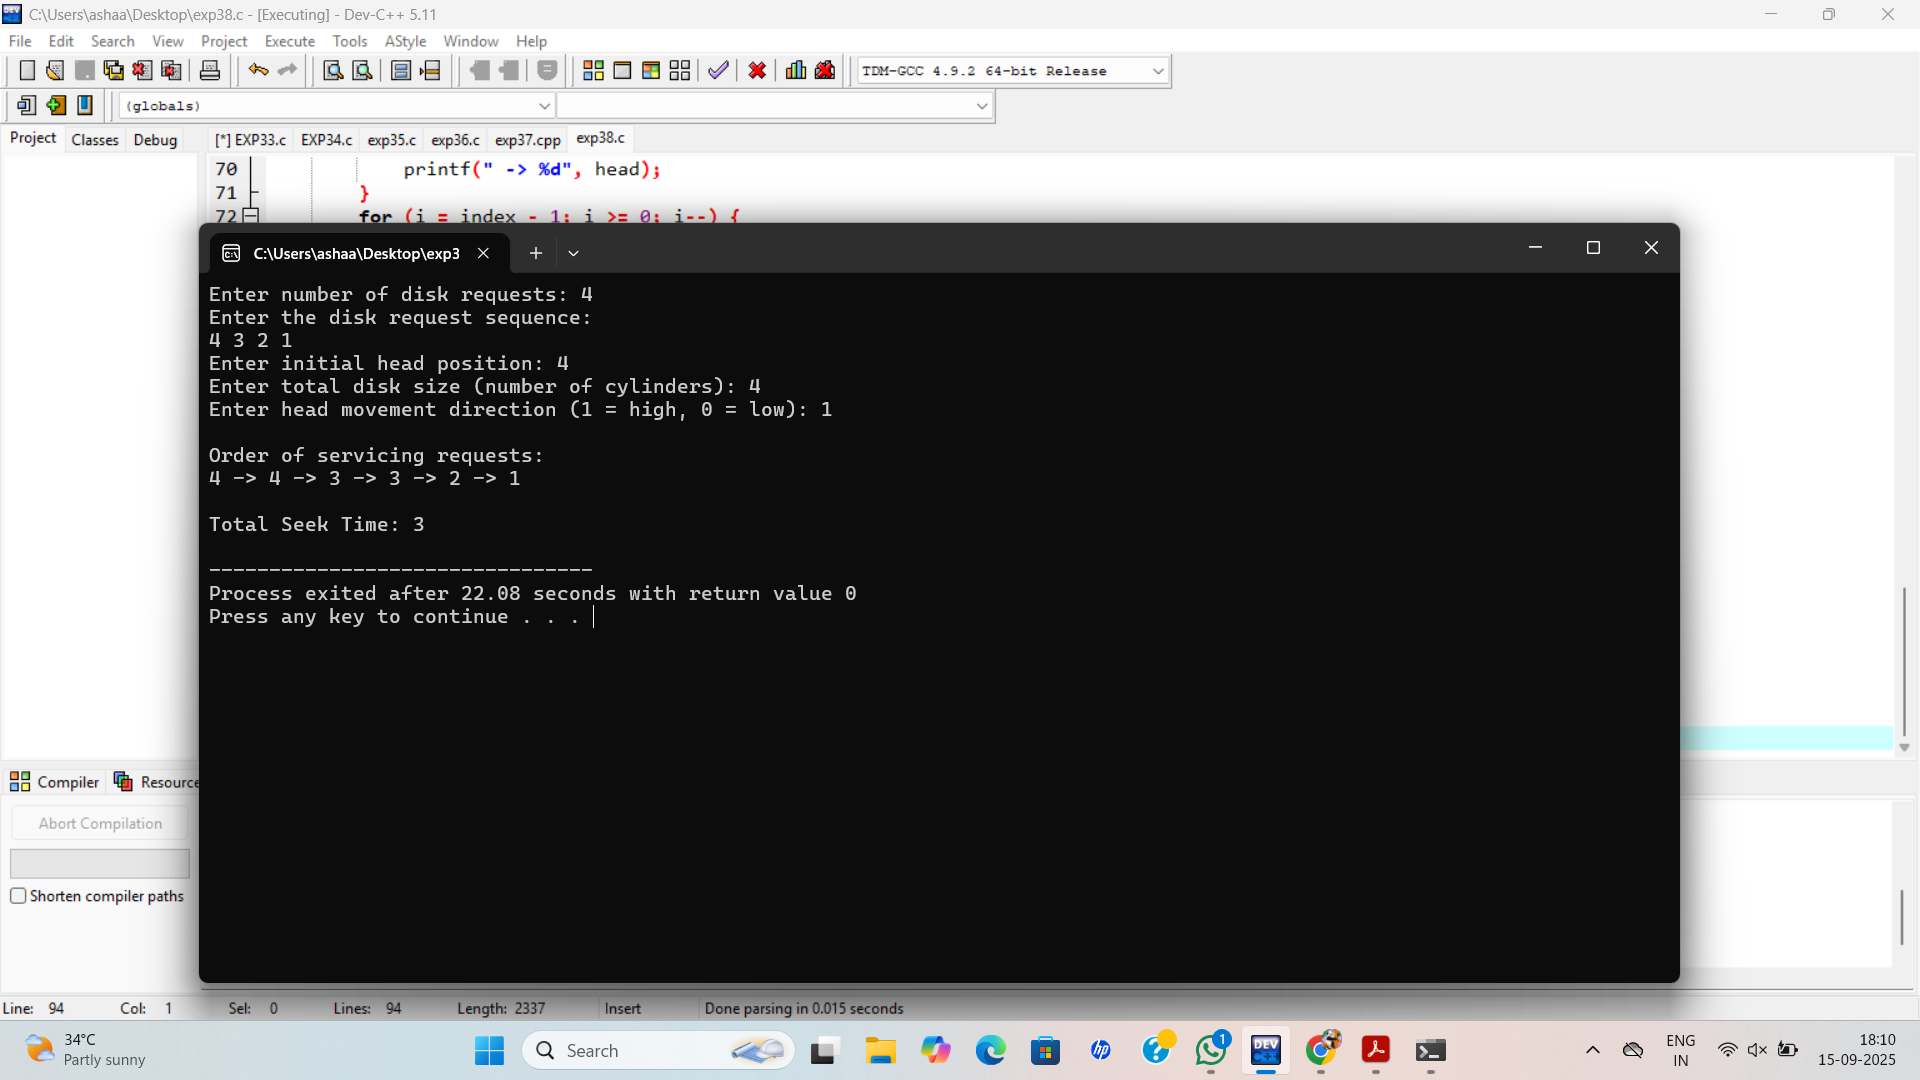 C:\Users\ashaa\Desktop\exp38.c - [Executing] - Dev-C++ 5.11
File Edit Search View Project Execute Tools AStyle Window Help
TDM-GCC 4.9.2 64-bit Release
(globals)
Project Classes Debug
[*] EXP33.c EXP34.c exp35.c exp36.c exp37.cpp exp38.c
70 printf(" -> %d", head);
71 }
72 for (i = index - 1; i >= 0; i--) {
C:\Users\ashaa\Desktop\exp3
Enter number of disk requests: 4
Enter the disk request sequence:
4 3 2 1
Enter initial head position: 4
Enter total disk size (number of cylinders): 4
Enter head movement direction (1 = high, 0 = low): 1
Order of servicing requests:
4 -> 4 -> 3 -> 3 -> 2 -> 1
Total Seek Time: 3
--------------------------------
Process exited after 22.08 seconds with return value 0
Press any key to continue . . .
Compiler Resource
Abort Compilation
Shorten compiler paths
Line: 94 Col: 1 Sel: 0 Lines: 94 Length: 2337 Insert Done parsing in 0.015 seconds
34°C
Partly sunny
Search
DEV
1
ENG
IN
18:10
15-09-2025